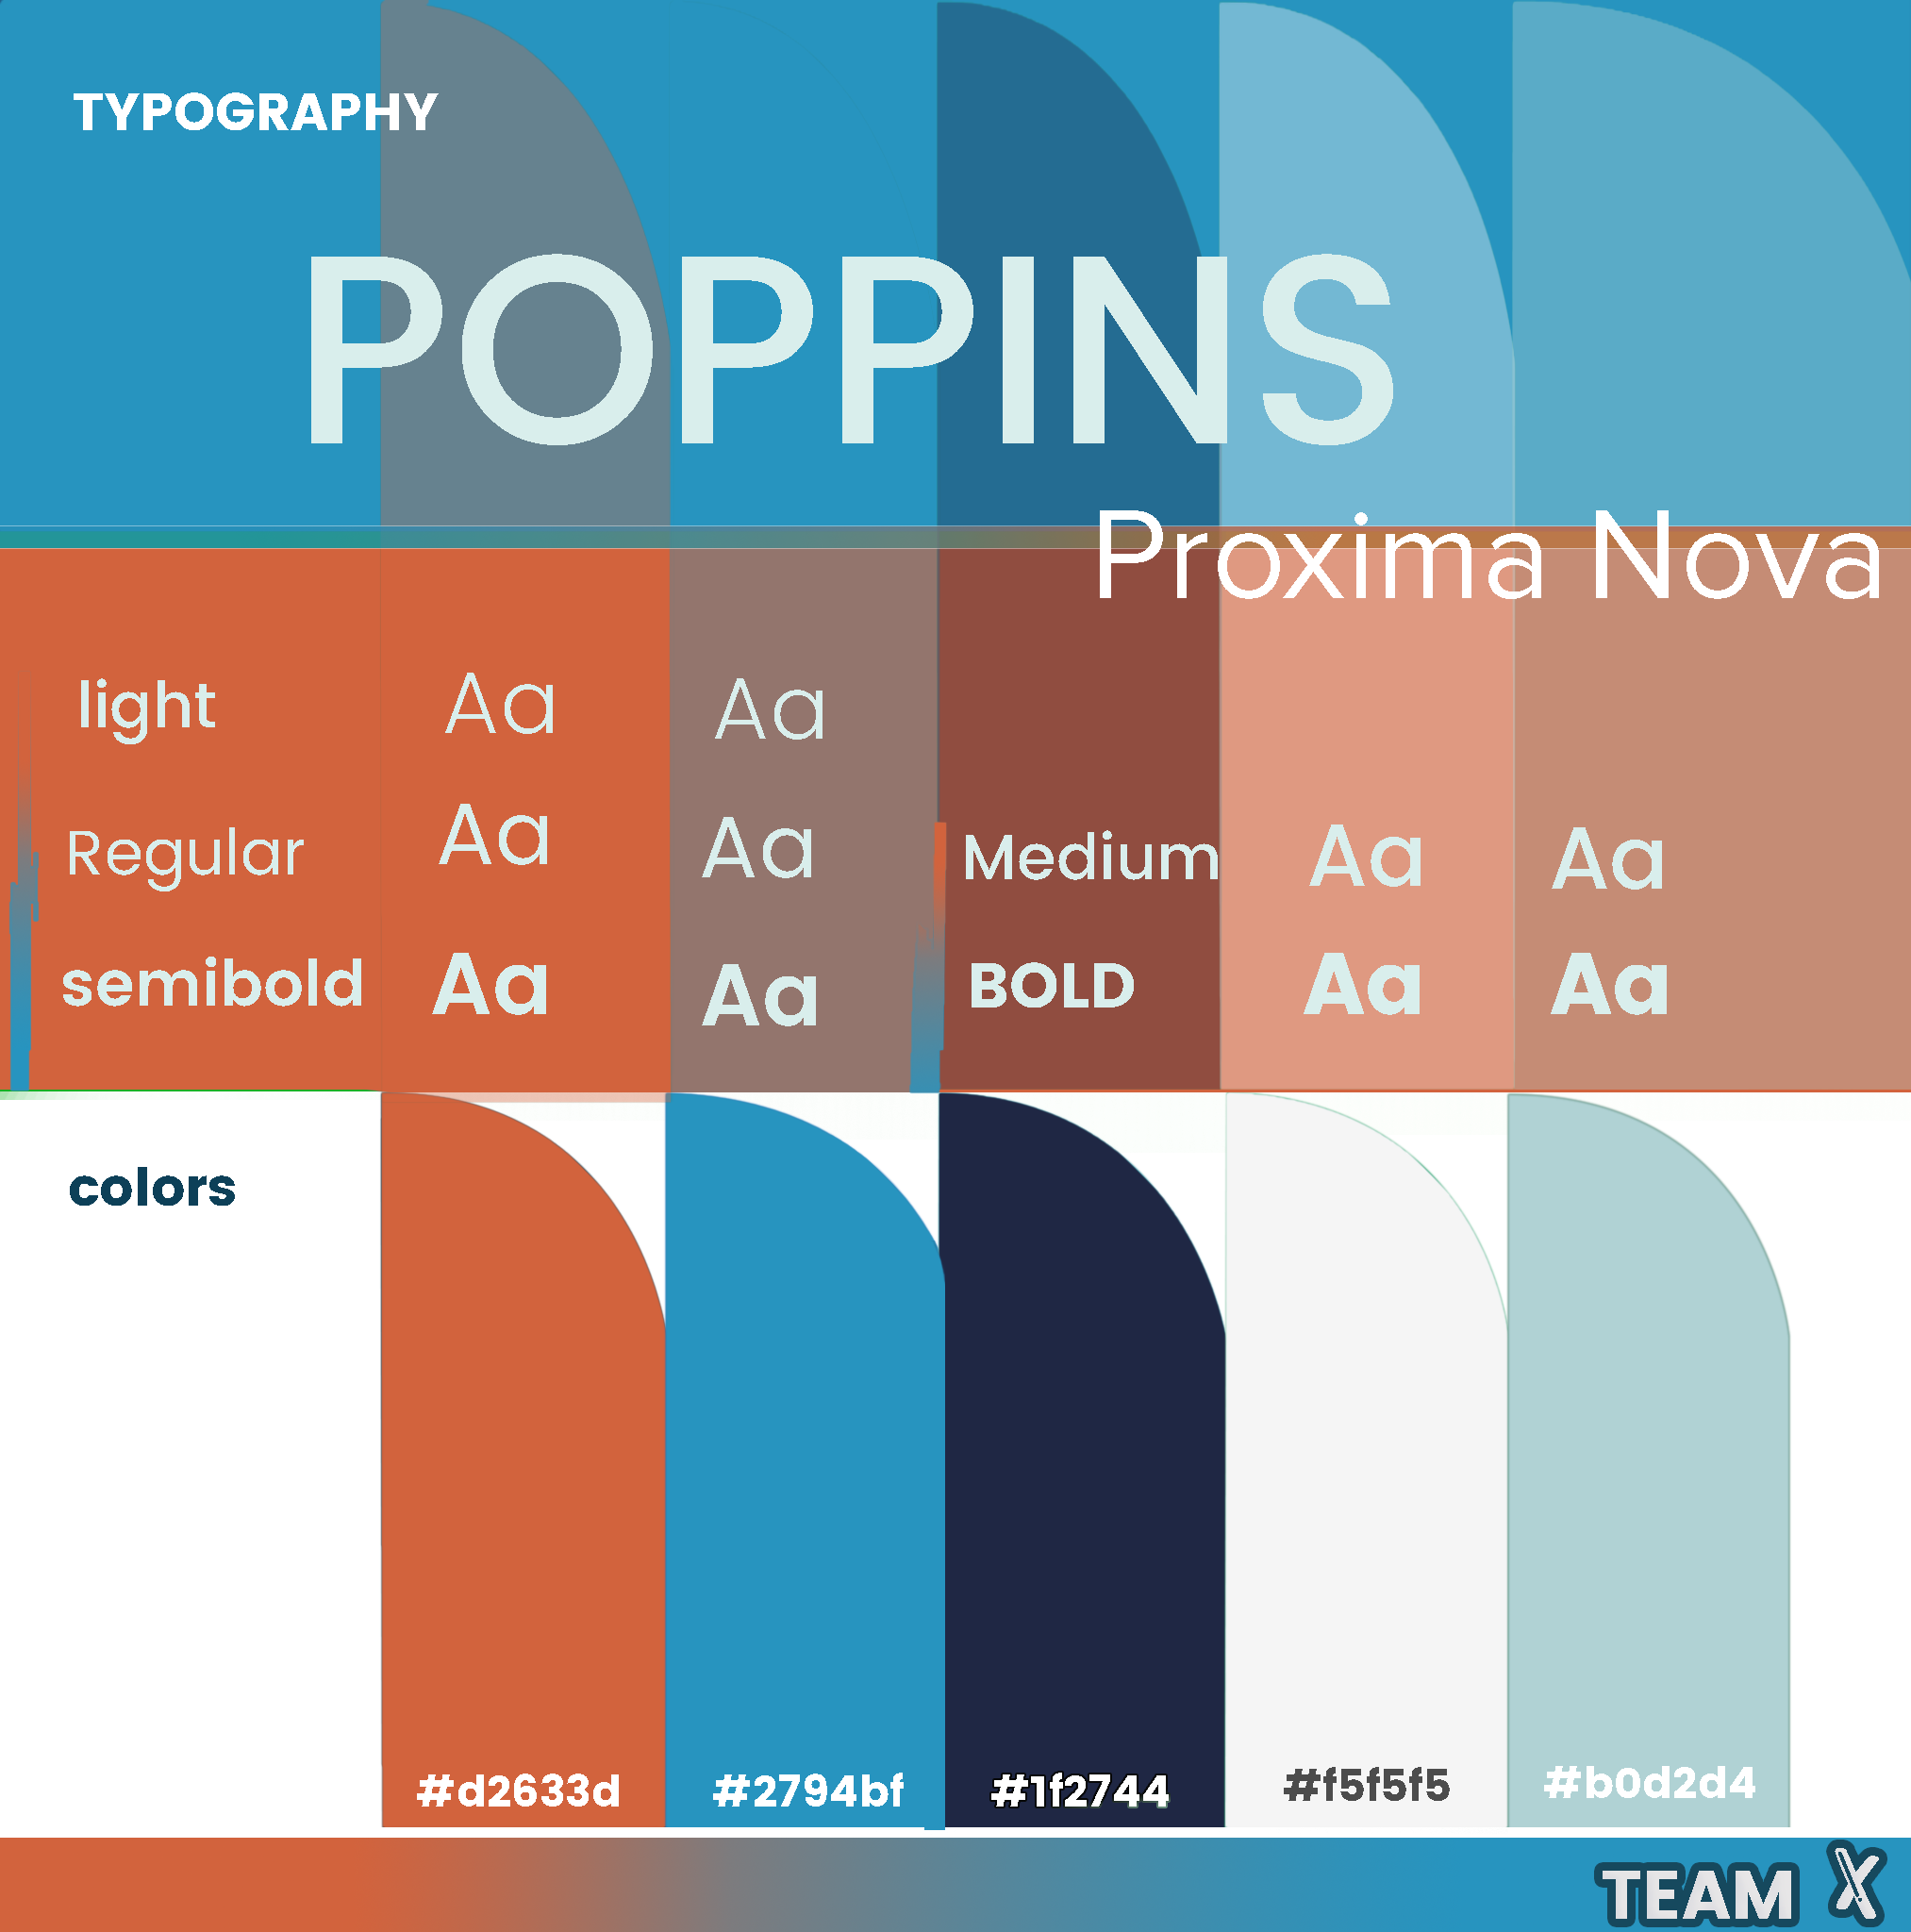 TYPOGRAPHY
POPPINS
Proxima Nova
light Aa Aa
Regular Aa Aa Medium Aa Aa
semibold Aa Aa BOLD Aa Aa
colors
#d2633d #2794bf #1f2744 #f5f5f5 #b0d2d4
TEAM X